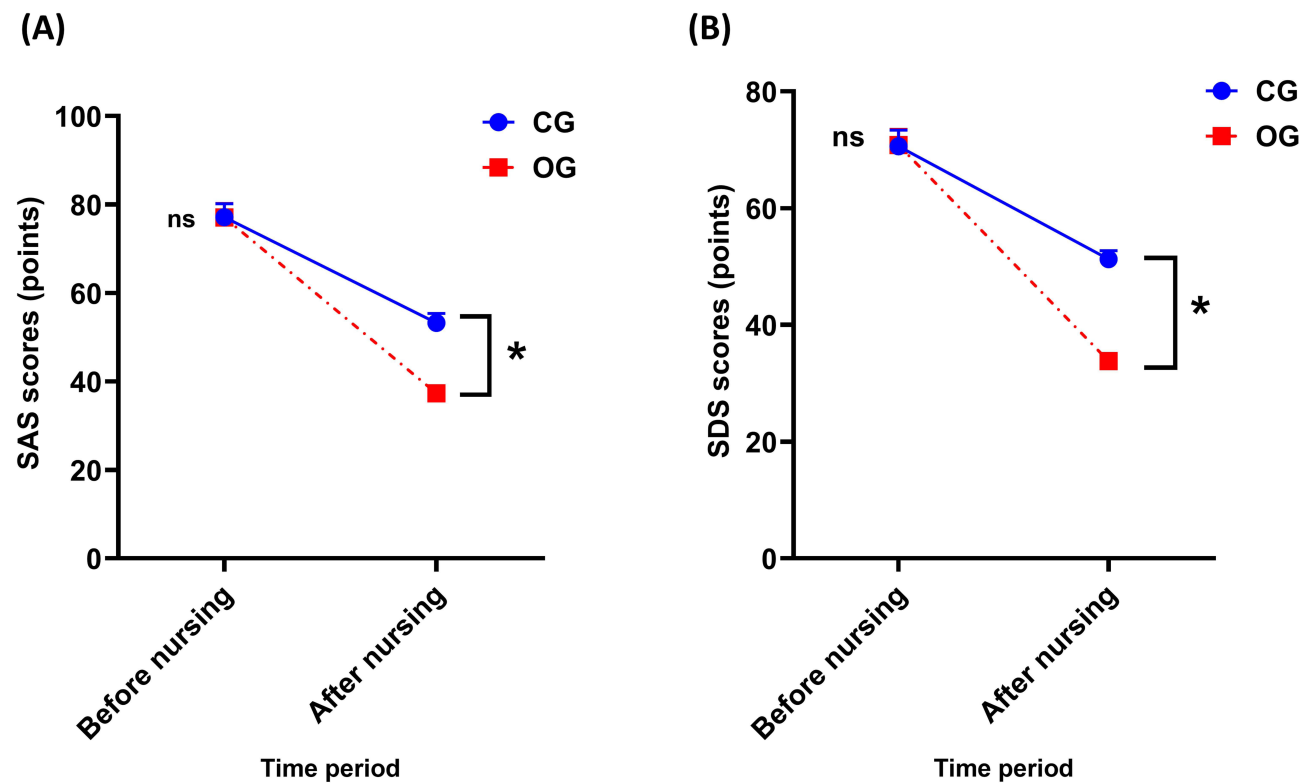 (A)
CG
OG
100
80
60
40
20
0
SAS scores (points)
ns
*
Before nursing
After nursing
Time period
(B)
CG
OG
80
60
40
20
0
SDS scores (points)
ns
*
Before nursing
After nursing
Time period